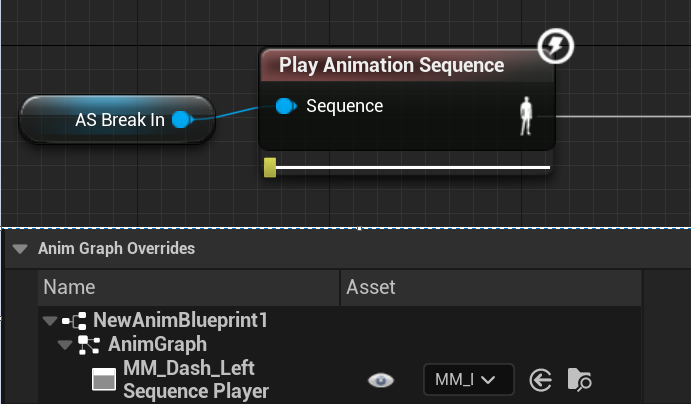 Play Animation Sequence
AS Break In
Sequence
Anim Graph Overrides
Name
Asset
NewAnimBlueprint1
AnimGraph
MM_Dash_Left
Sequence Player
MM_I